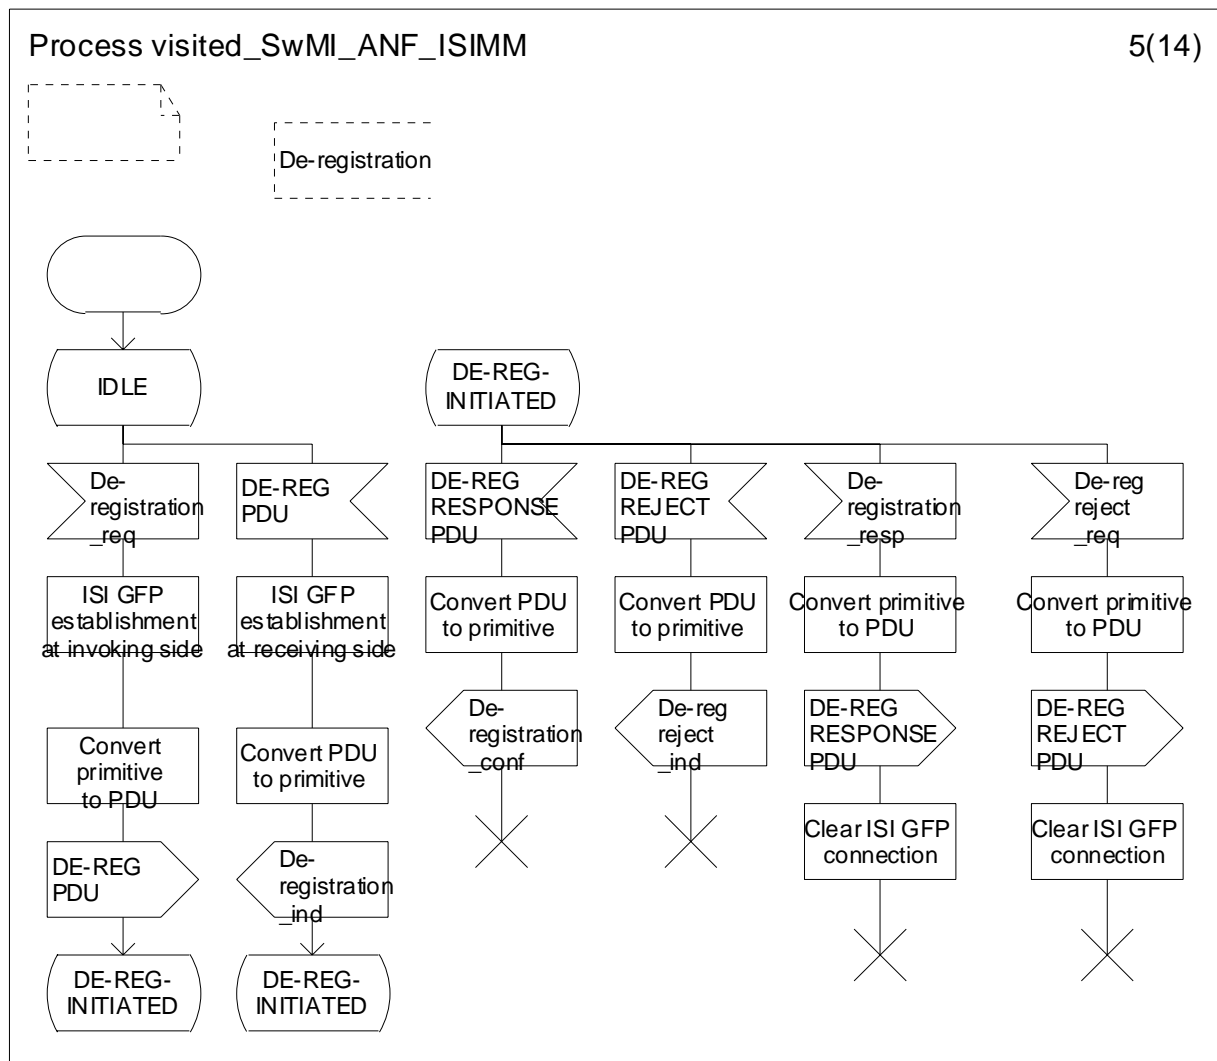 Process visited_SwMI_ANF_ISIMM
5(14)
De-registration
IDLE
DE-REG-
INITIATED
De-
registration
_req
DE-REG
PDU
DE-REG
RESPONSE
PDU
DE-REG
REJECT
PDU
De-
registration
_resp
De-reg
reject
_req
ISI GFP
establishment
at invoking side
ISI GFP
establishment
at receiving side
Convert PDU
to primitive
Convert PDU
to primitive
Convert primitive
to PDU
Convert primitive
to PDU
Convert
primitive
to PDU
Convert PDU
to primitive
De-
registration
_conf
De-reg
reject
_ind
DE-REG
RESPONSE
PDU
DE-REG
REJECT
PDU
DE-REG
PDU
De-
registration
_ind
Clear ISI GFP
connection
Clear ISI GFP
connection
DE-REG-
INITIATED
DE-REG-
INITIATED